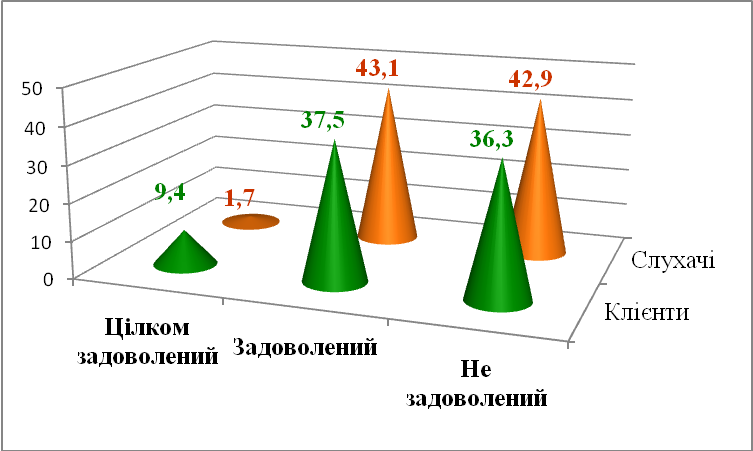 50
40
30
20
10
0
43,1
42,9
37,5
36,3
9,4
1,7
Слухачі
Клієнти
Цілком
задоволений
Задоволений
Не
задоволений